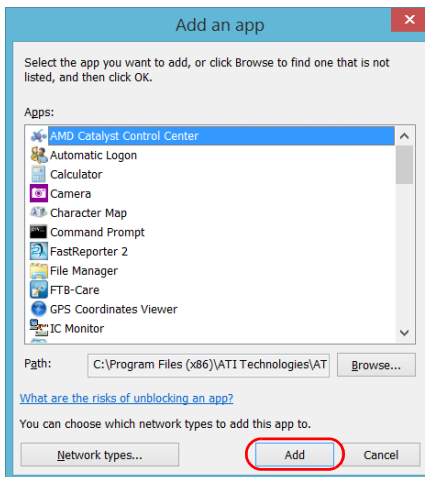 Add an app
Select the app you want to add, or click Browse to find one that is not
listed, and then click OK.
Apps:
AMD Catalyst Control Center
Automatic Logon
Calculator
Camera
Character Map
Command Prompt
FastReporter 2
File Manager
FTB-Care
GPS Coordinates Viewer
IC Monitor
Path: C:\Program Files (x86)\ATI Technologies\AT Browse...
What are the risks of unblocking an app?
You can choose which network types to add this app to.
Network types... Add Cancel